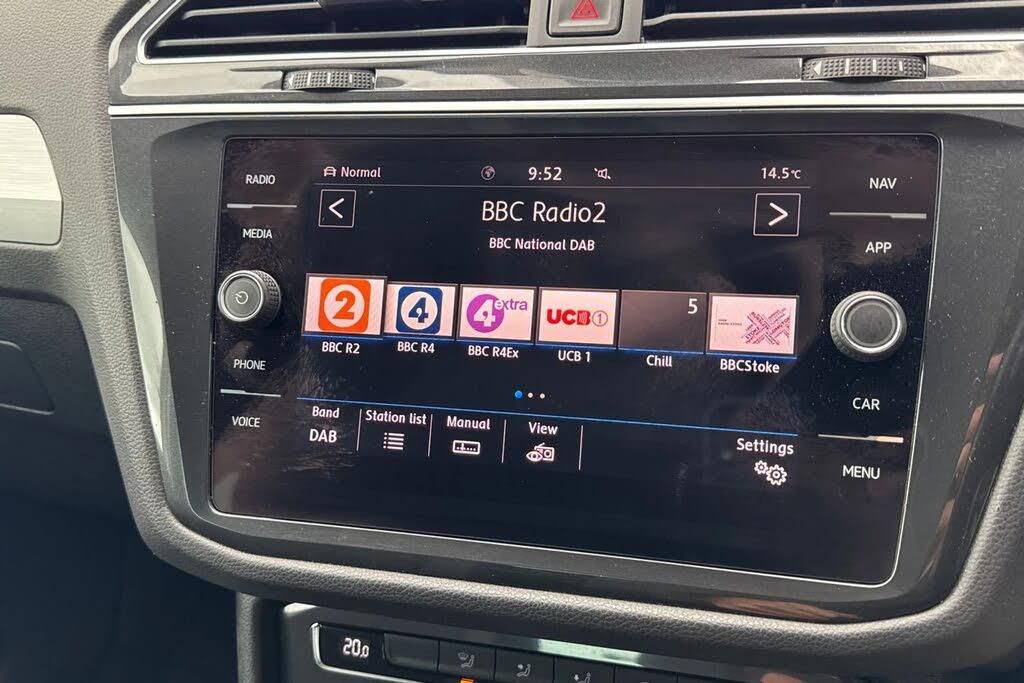 Normal 9:52 14.5°C
RADIO
MEDIA
PHONE
VOICE
NAV
APP
CAR
MENU
<
BBC Radio2
>
BBC National DAB
2
4
4 extra
UCB 1
5
BBC R2
BBC R4
BBC R4Ex
UCB 1
Chill
BBCStoke
Band
DAB
Station list
Manual
View
Settings
20.0